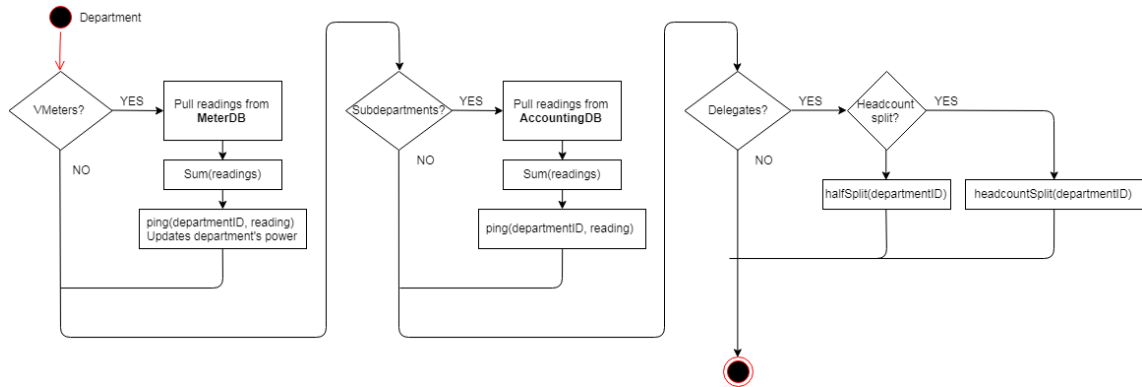 Department
VMeters?
YES
Pull readings from
MeterDB
NO
Sum(readings)
ping(departmentID, reading)
Updates department's power
Subdepartments?
YES
Pull readings from
AccountingDB
NO
Sum(readings)
ping(departmentID, reading)
Delegates?
YES
Headcount
split?
YES
NO
halfSplit(departmentID)
headcountSplit(departmentID)